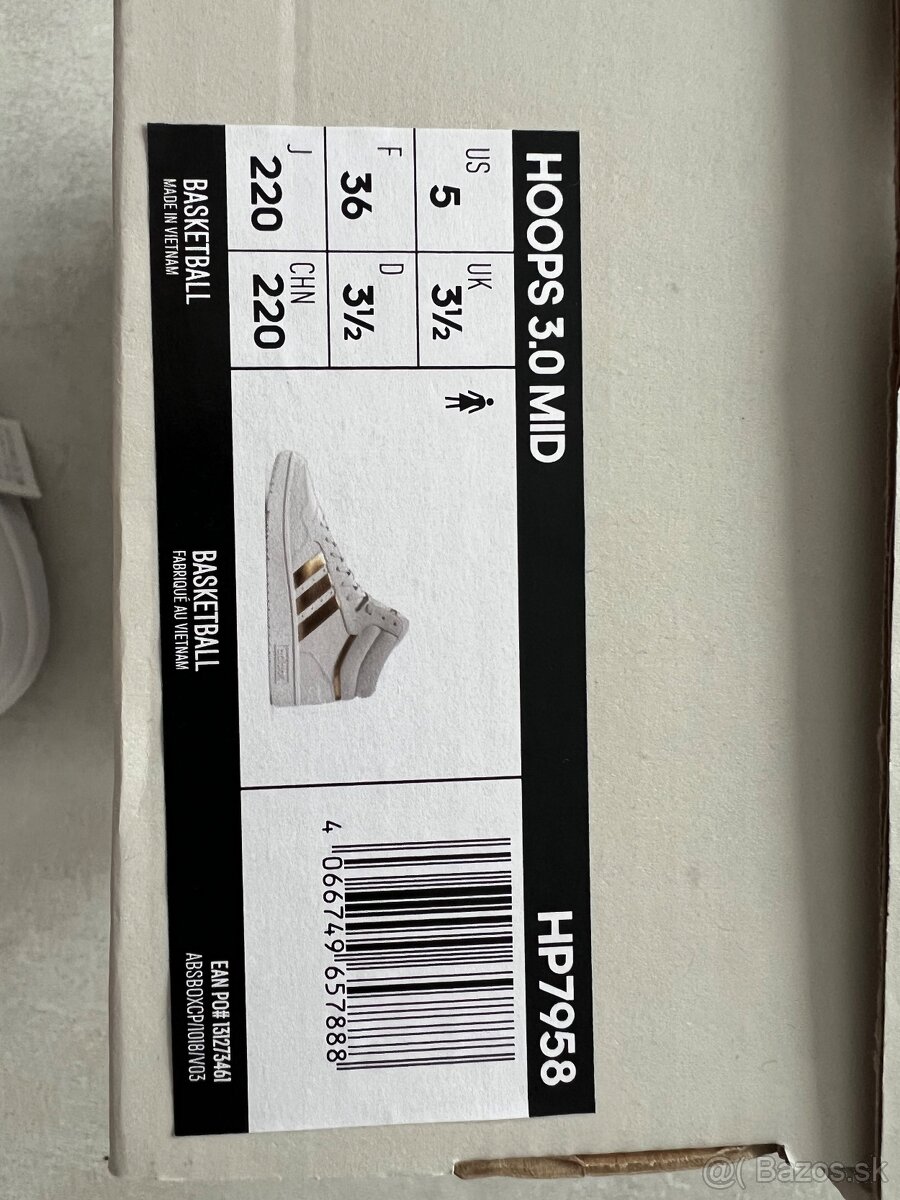 HOOPS 3.0 MID
HP7958
US
5
UK
3½
F
36
D
3½
J
220
CHN
220
4 066749 657888
BASKETBALL
MADE IN VIETNAM
BASKETBALL
FABRIQUÉ AU VIETNAM
EAN PO# 131273461
ABSBOXCP/1018/V03
@( Bazos.sk